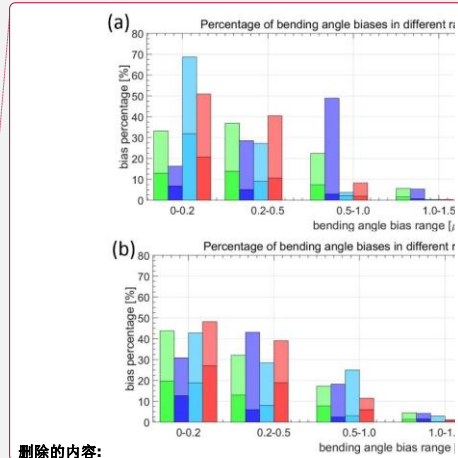 (a)
Percentage of bending angle biases in different ra
80
70
60
50
40
30
20
10
0
bias percentage [%]
0-0.2 0.2-0.5 0.5-1.0 1.0-1.5
bending angle bias range [μ
(b)
Percentage of bending angle biases in different r
80
70
60
50
40
30
20
10
0
bias percentage [%]
0-0.2 0.2-0.5 0.5-1.0 1.0-1
bending angle bias range [
删除的内容: